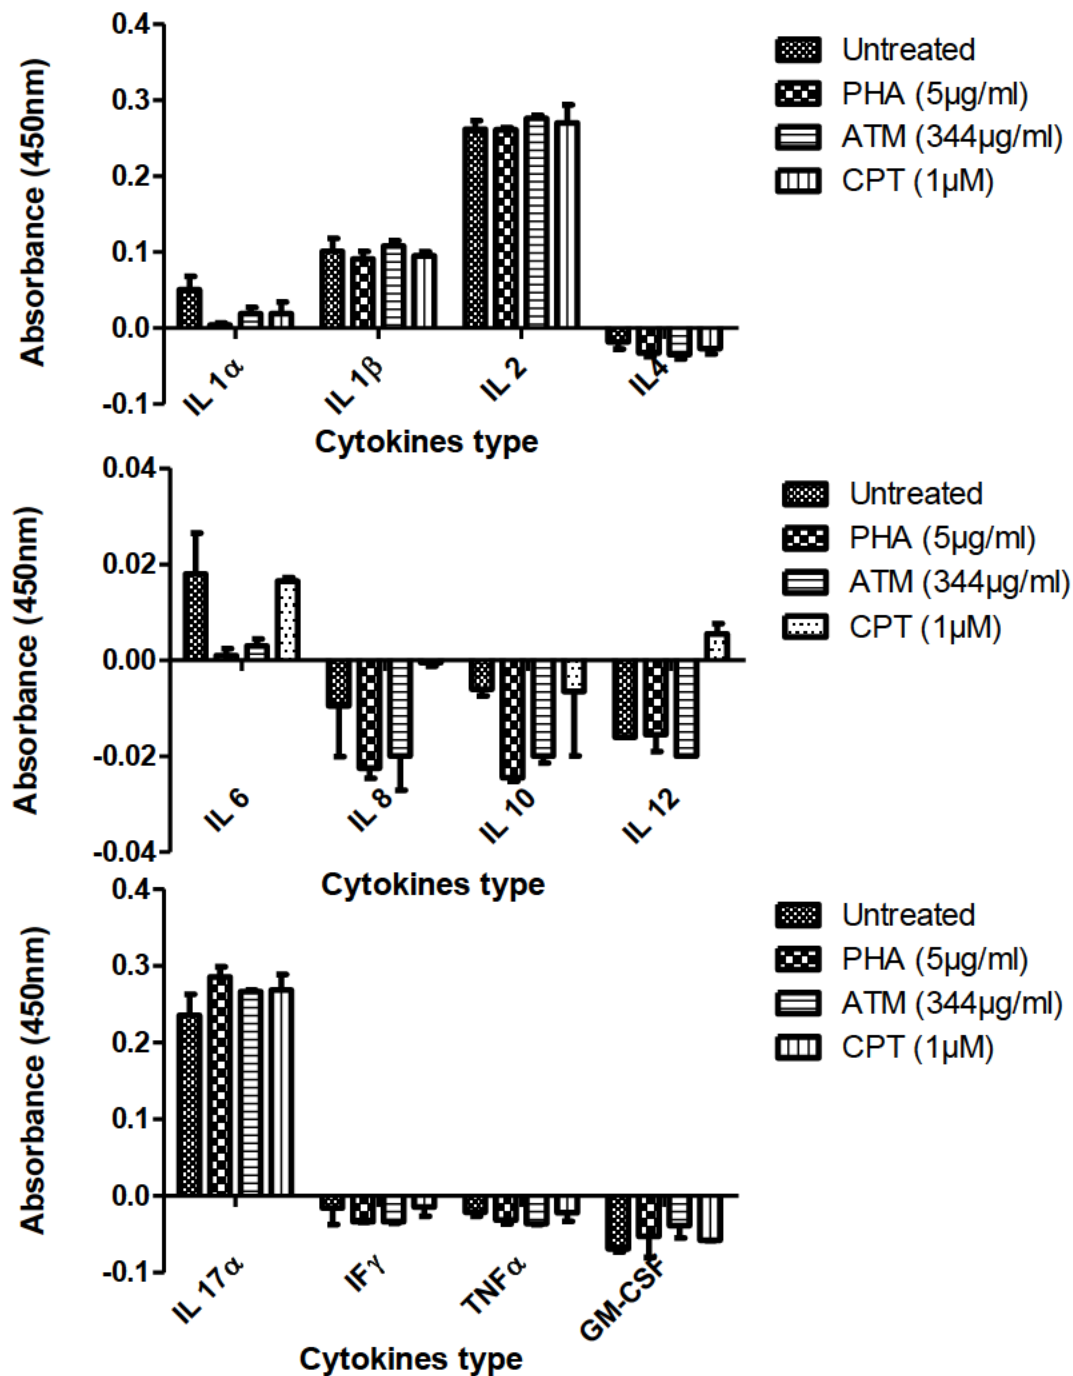 0.4
0.3
0.2
0.1
0.0
-0.1
Absorbance (450nm)
IL 1α
IL 1β
IL 2
IL4
Cytokines type
Untreated
PHA (5µg/ml)
ATM (344µg/ml)
CPT (1µM)
0.04
0.02
0.00
-0.02
-0.04
Absorbance (450nm)
IL 6
IL 8
IL 10
IL 12
Cytokines type
Untreated
PHA (5µg/ml)
ATM (344µg/ml)
CPT (1µM)
0.4
0.3
0.2
0.1
0.0
-0.1
Absorbance (450nm)
IL 17α
IFγ
TNFα
GM-CSF
Cytokines type
Untreated
PHA (5µg/ml)
ATM (344µg/ml)
CPT (1µM)